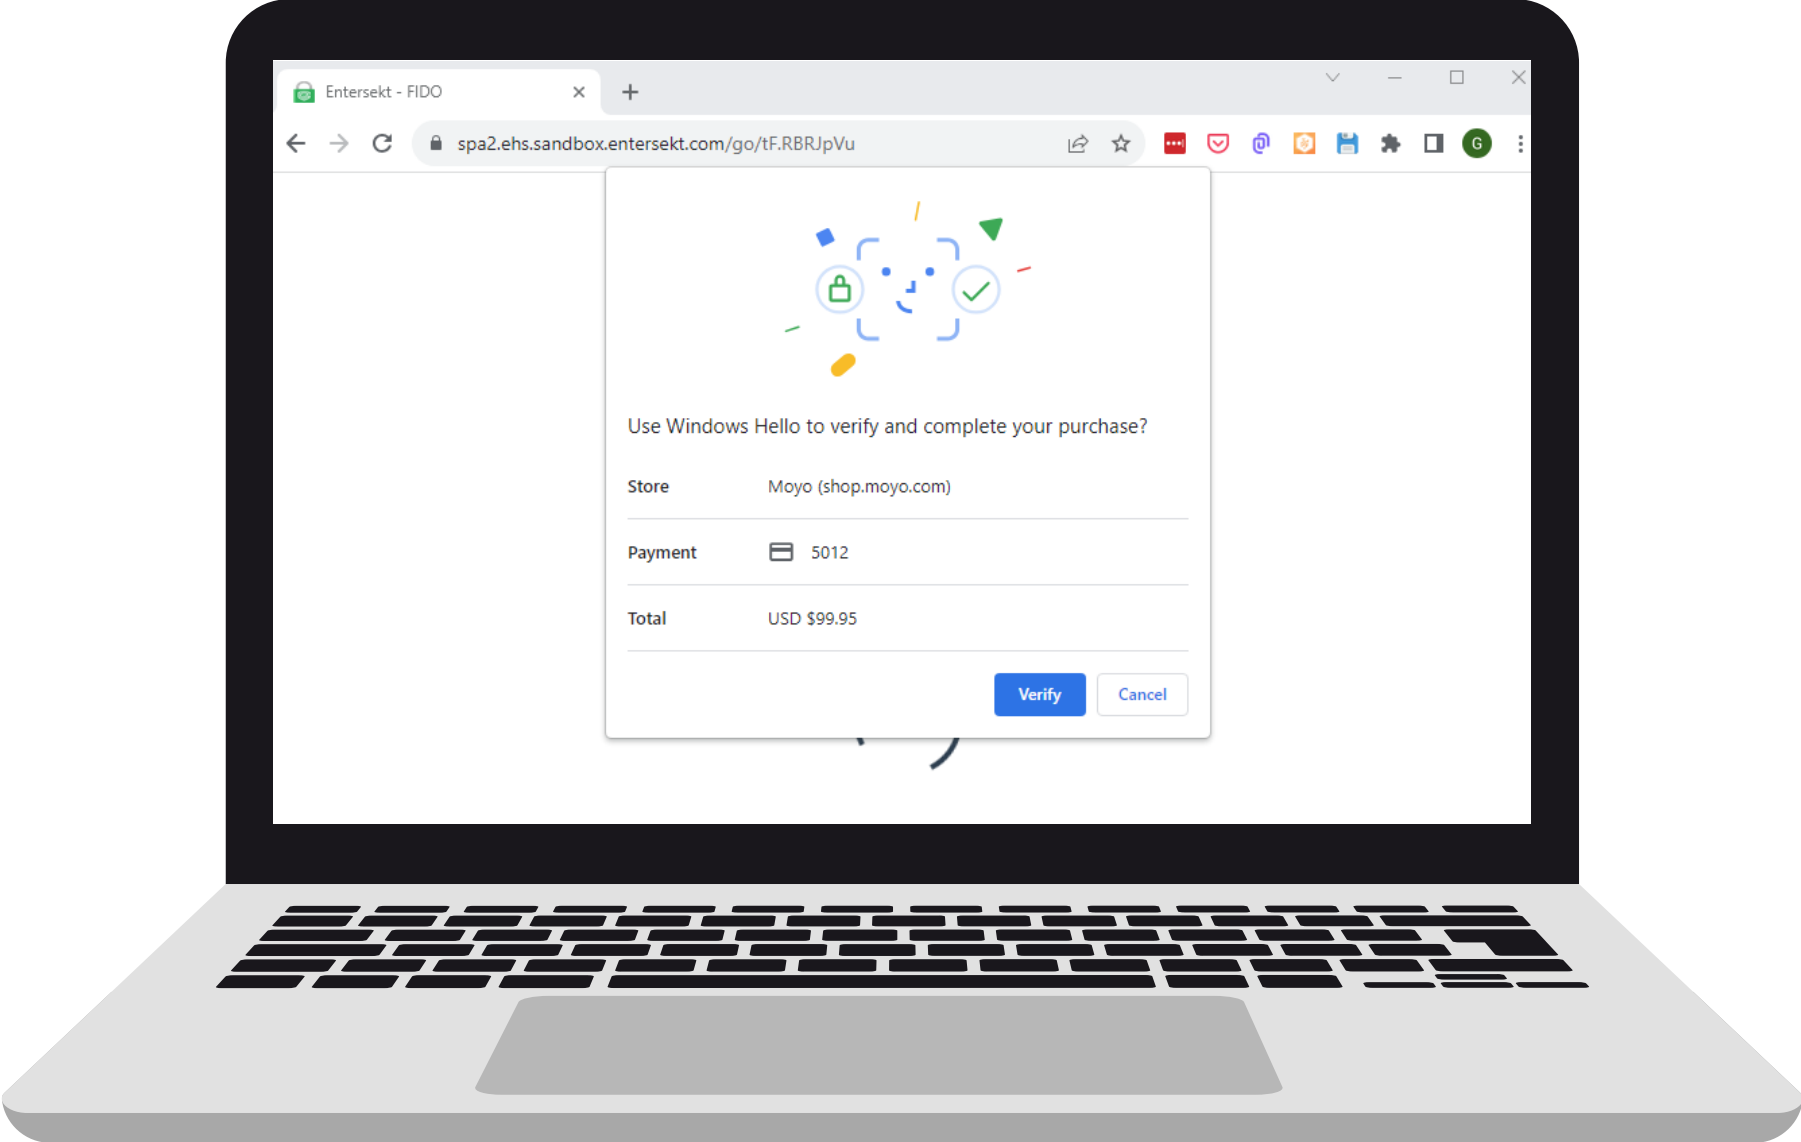 Entersekt - FIDO
spa2.ehs.sandbox.entersekt.com/go/tF.RBRJpVu
G
Use Windows Hello to verify and complete your purchase?
Store Moyo (shop.moyo.com)
Payment 5012
Total USD $99.95
Verify Cancel